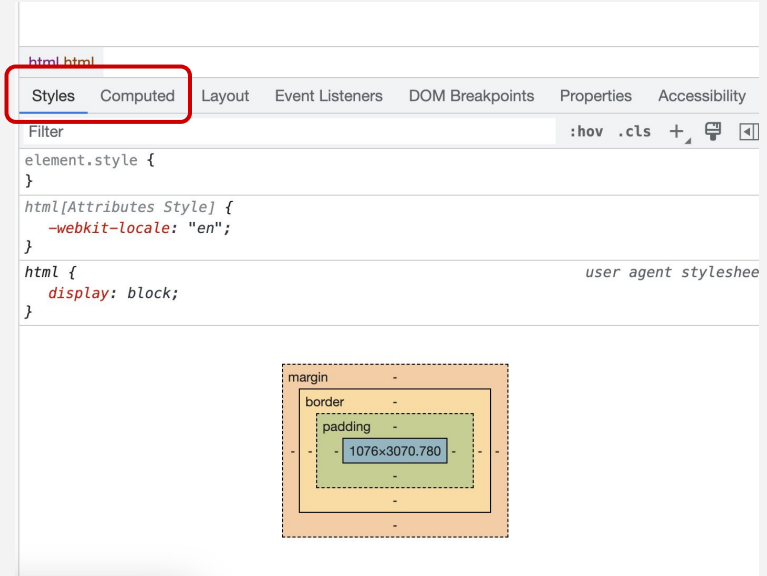 html.html
Styles Computed Layout Event Listeners DOM Breakpoints Properties Accessibility
Filter :hov .cls +
element.style {
}
html[Attributes Style] {
-webkit-locale: "en";
}
html { user agent styleshee
display: block;
}
margin -
border -
padding -
- - - 1076×3070.780 - - -
-
-
-